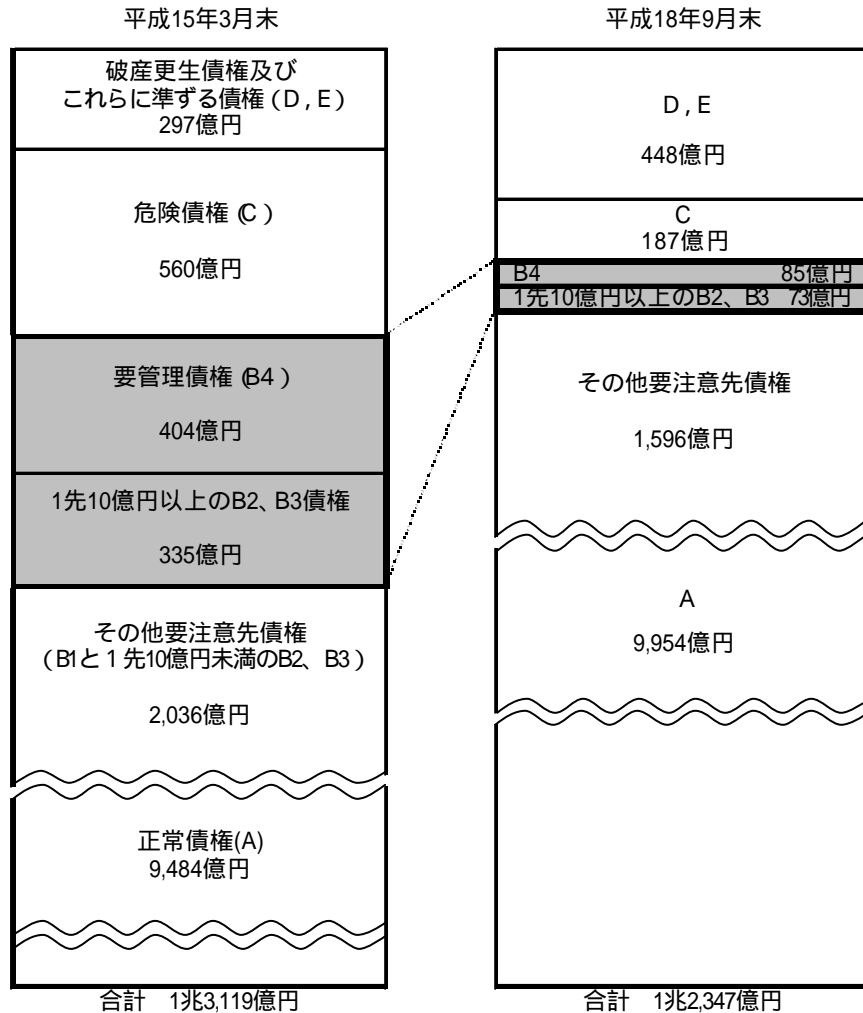 平成15年3月末
破産更生債権及び
これらに準ずる債権（D , E ）
297億円
危険債権（C ）
560億円
要管理債権（B4 ）
404億円
1先10億円以上のB2、B3債権
335億円
その他要注意先債権
（B1と１先10億円未満のB2、B3 ）
2,036億円
正常債権(A)
9,484億円
合計　1兆3,119億円
平成18年9月末
D , E
448億円
C
187億円
B4　85億円
1先10億円以上のB2、B3　73億円
その他要注意先債権
1,596億円
A
9,954億円
合計　1兆2,347億円